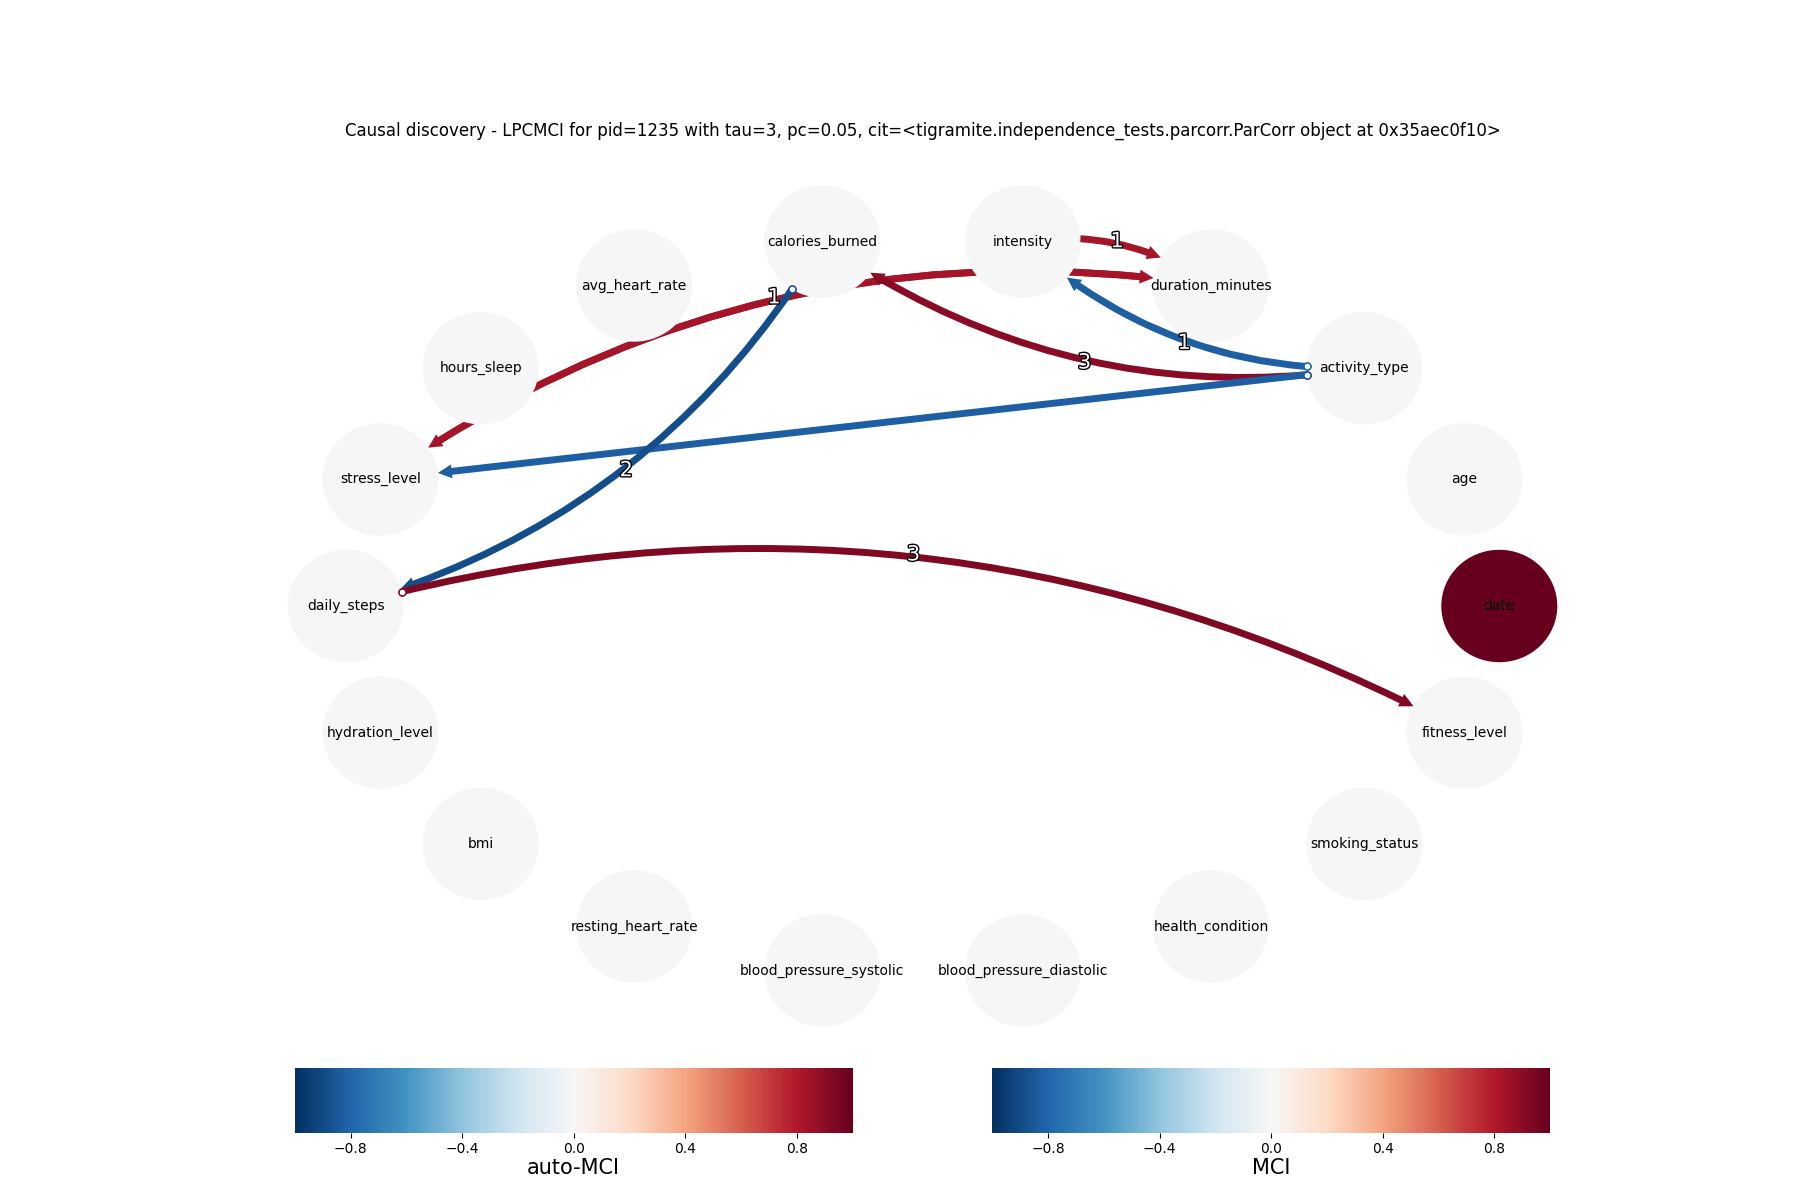 Causal discovery - LPCMCI for pid=1235 with tau=3, pc=0.05, cit=<tigramite.independence_tests.parcorr.ParCorr object at 0x35aec0f10>
calories_burned
intensity
1
avg_heart_rate
1
duration_minutes
hours_sleep
1
3
activity_type
stress_level
2
age
3
daily_steps
date
hydration_level
fitness_level
bmi
smoking_status
resting_heart_rate
health_condition
blood_pressure_systolic
blood_pressure_diastolic
−0.8 −0.4 0.0 0.4 0.8
auto-MCI
−0.8 −0.4 0.0 0.4 0.8
MCI